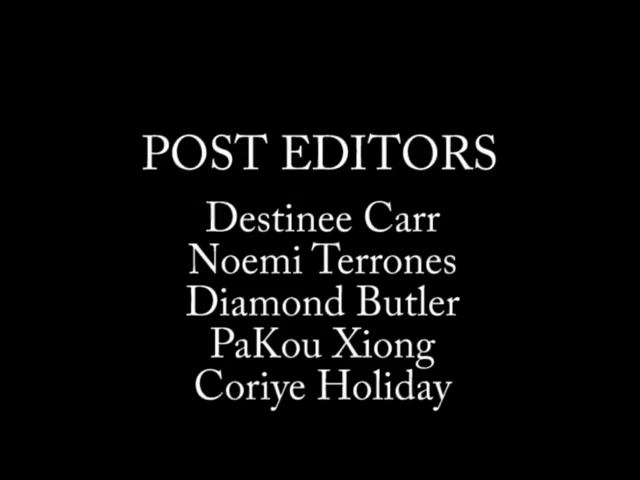 POST EDITORS
Destinee Carr
Noemi Terrones
Diamond Butler
PaKou Xiong
Coriye Holiday